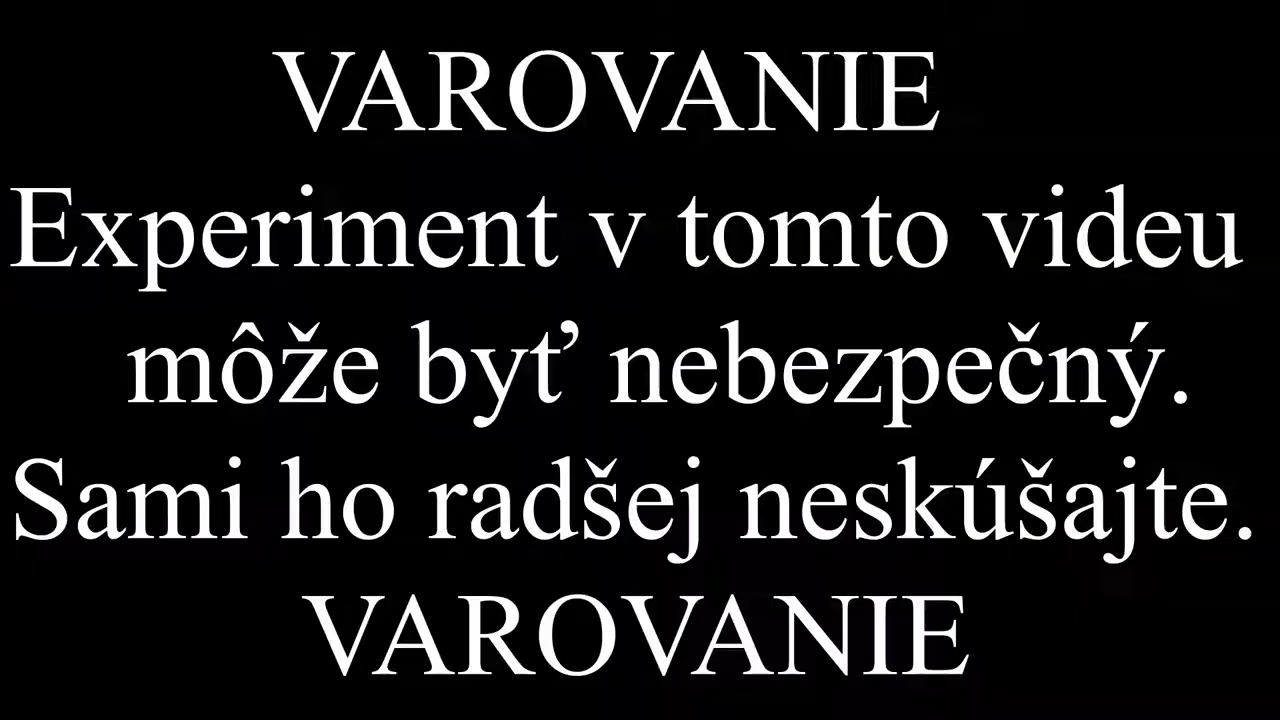 VAROVANIE
Experiment v tomto videu
môže byť nebezpečný.
Sami ho radšej neskúšajte.
VAROVANIE